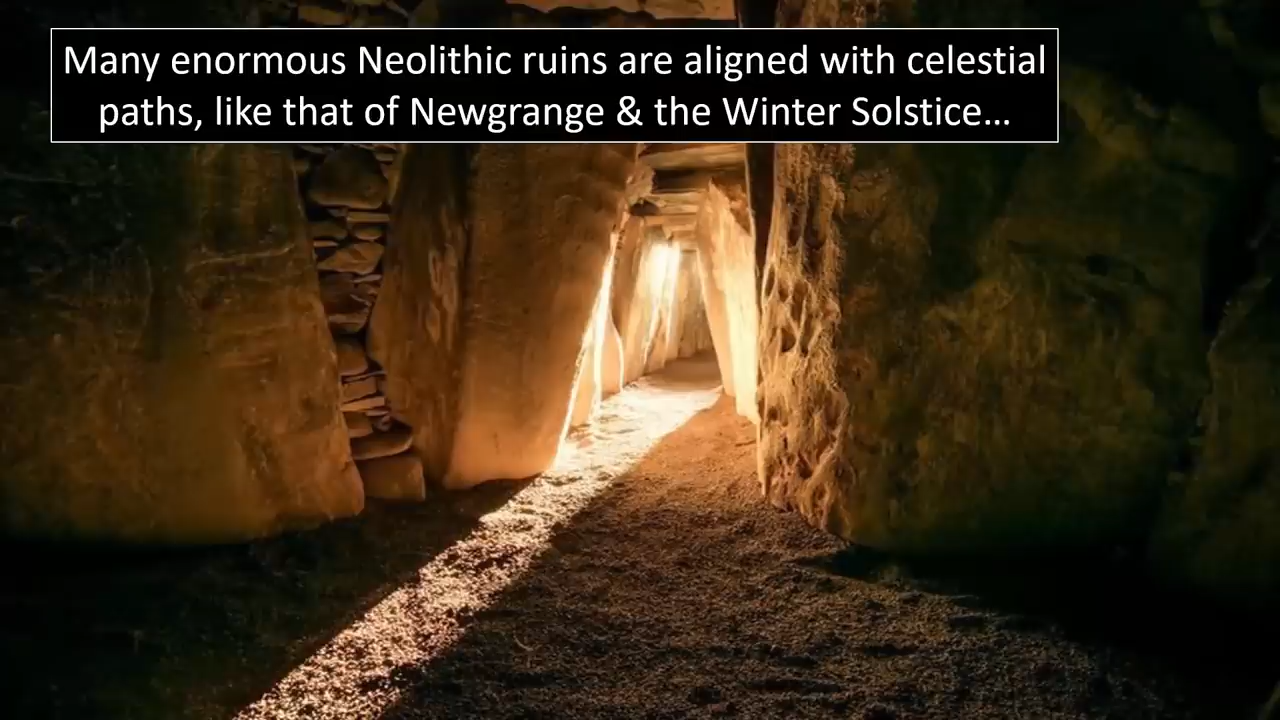 Many enormous Neolithic ruins are aligned with celestial
paths, like that of Newgrange & the Winter Solstice…